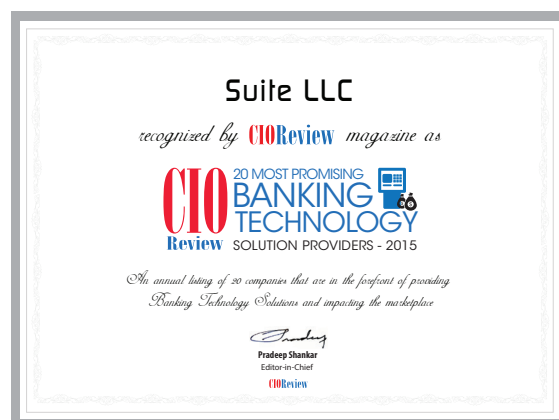 Suite LLC
recognized by CIOReview magazine as
CIO
Review
20 MOST PROMISING
BANKING
TECHNOLOGY
SOLUTION PROVIDERS - 2015
An annual listing of 20 companies that are in the forefront of providing
Banking Technology Solutions and impacting the marketplace
Pradeep
Pradeep Shankar
Editor-in-Chief
CIOReview